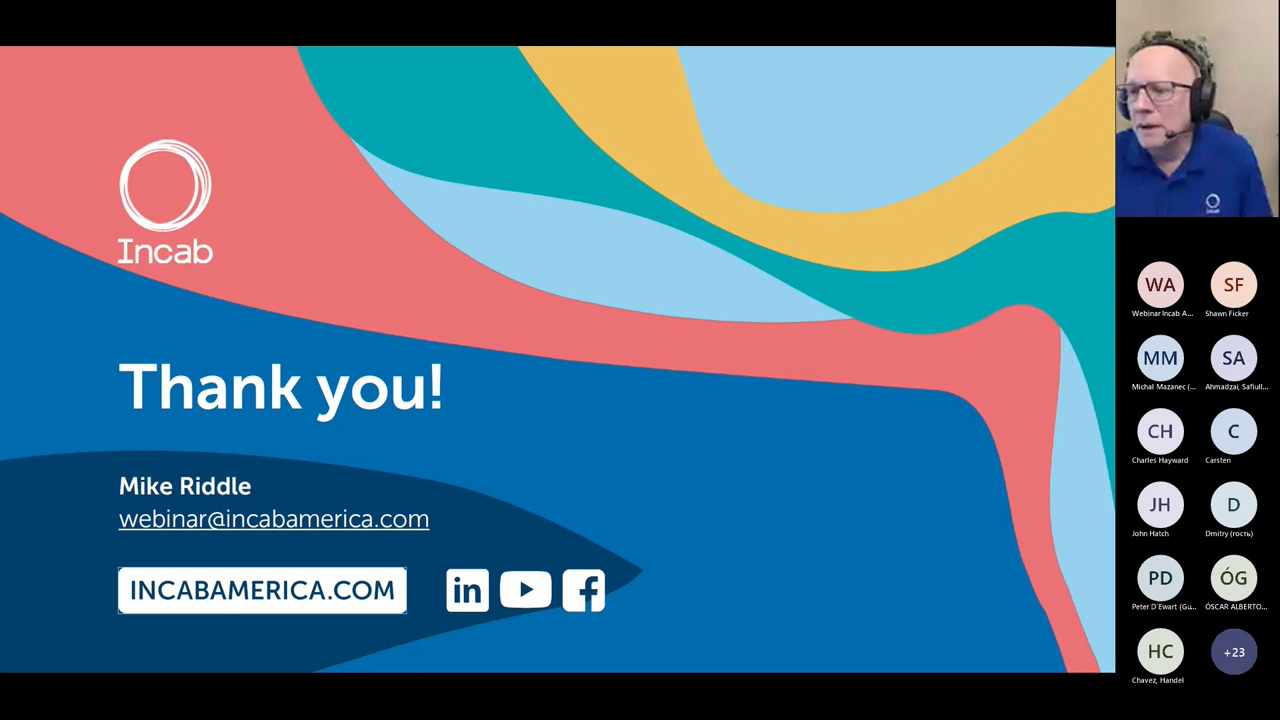 Incab
Thank you!
Mike Riddle
webinar@incabamerica.com
INCABAMERICA.COM
in
f
Incab
WA
SF
Webinar Incab A...
Shawn Ficker
MM
SA
Michal Mazanec (...
Ahmadzai, Safiull...
CH
C
Charles Hayward
Carsten
JH
D
John Hatch
Dmitry (гость)
PD
ÓG
Peter D'Ewart (Gu...
ÓSCAR ALBERTO...
HC
+23
Chavez, Handel